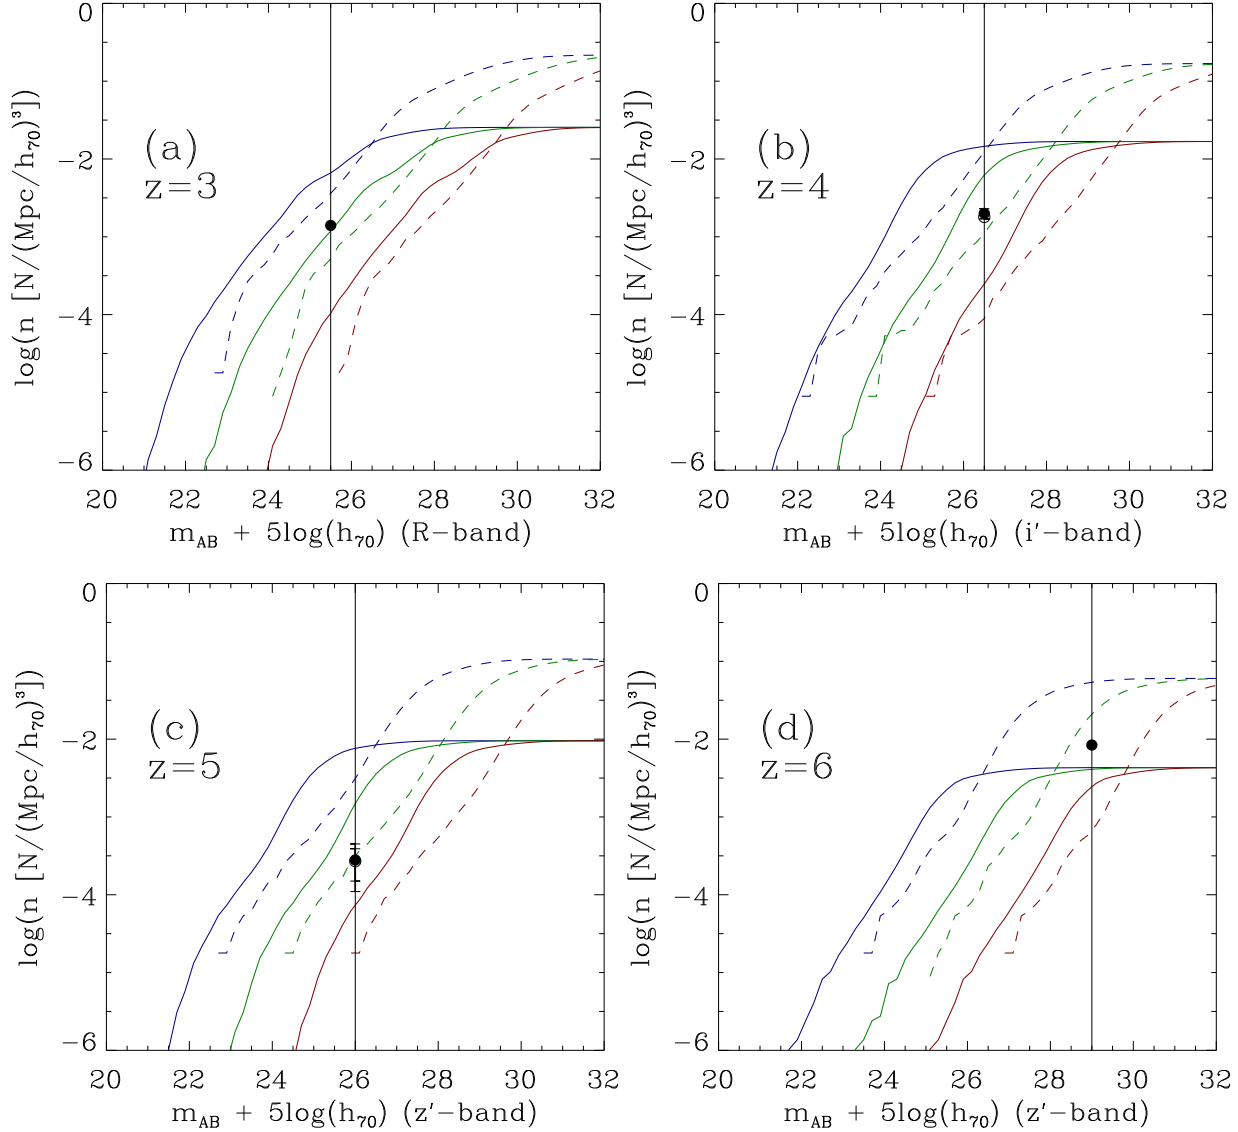 0
−2
−4
−6
20 22 24 26 28 30 32
log(n [N/(Mpc/h₇₀)³])
(a)
z=3
m_AB + 5log(h₇₀) (R−band)
0
−2
−4
−6
20 22 24 26 28 30 32
log(n [N/(Mpc/h₇₀)³])
(b)
z=4
m_AB + 5log(h₇₀) (i′−band)
0
−2
−4
−6
20 22 24 26 28 30 32
log(n [N/(Mpc/h₇₀)³])
(c)
z=5
m_AB + 5log(h₇₀) (z′−band)
0
−2
−4
−6
20 22 24 26 28 30 32
log(n [N/(Mpc/h₇₀)³])
(d)
z=6
m_AB + 5log(h₇₀) (z′−band)